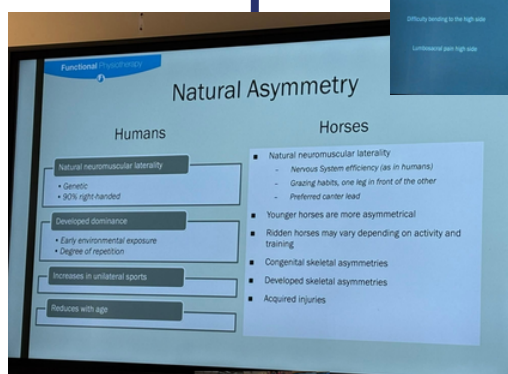 Difficulty bending to the high side
Lumbosacral pain high side
Functional Physiotherapy
Natural Asymmetry
Humans
Natural neuromuscular laterality
• Genetic
• 90% right-handed
Developed dominance
• Early environmental exposure
• Degree of repetition
Increases in unilateral sports
Reduces with age
Horses
▪ Natural neuromuscular laterality
- Nervous System efficiency (as in humans)
- Grazing habits, one leg in front of the other
- Preferred canter lead
▪ Younger horses are more asymmetrical
▪ Ridden horses may vary depending on activity and
training
▪ Congenital skeletal asymmetries
▪ Developed skeletal asymmetries
▪ Acquired injuries